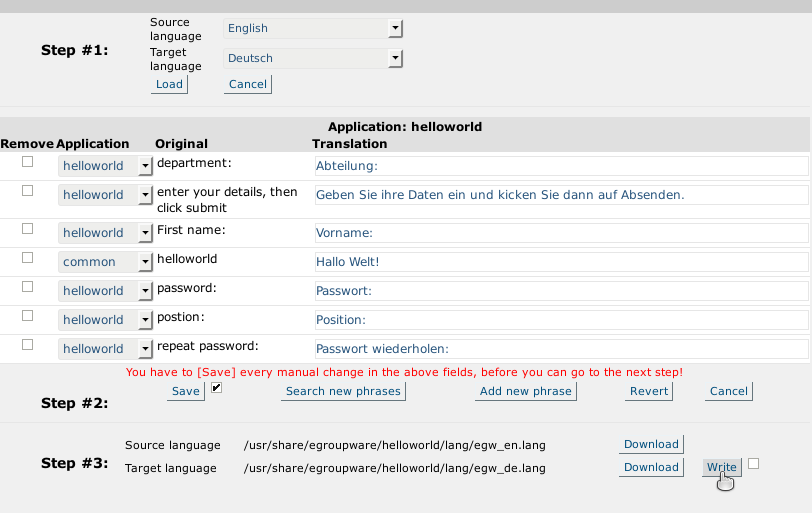 Source language
English
Step #1:
Target language
Deutsch
Load
Cancel
Application: helloworld
Remove Application Original Translation
helloworld department: Abteilung:
helloworld enter your details, then click submit Geben Sie ihre Daten ein und kicken Sie dann auf Absenden.
helloworld First name: Vorname:
common helloworld Hallo Welt!
helloworld password: Passwort:
helloworld postion: Position:
helloworld repeat password: Passwort wiederholen:
You have to [Save] every manual change in the above fields, before you can go to the next step!
Step #2: Save Search new phrases Add new phrase Revert Cancel
Source language /usr/share/egroupware/helloworld/lang/egw_en.lang Download
Step #3:
Target language /usr/share/egroupware/helloworld/lang/egw_de.lang Download Write